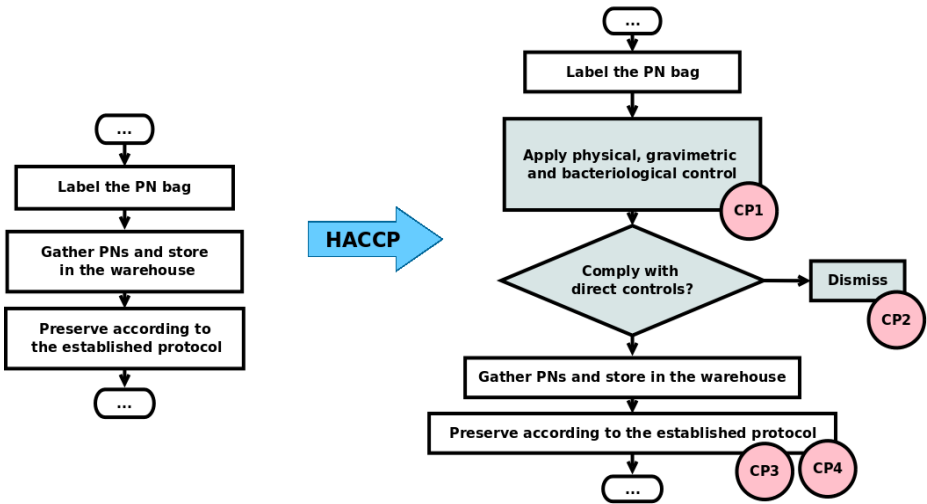 ...
Label the PN bag
Gather PNs and store
in the warehouse
Preserve according to
the established protocol
...
HACCP
...
Label the PN bag
Apply physical, gravimetric
and bacteriological control
CP1
Comply with
direct controls?
Dismiss
CP2
Gather PNs and store in the warehouse
Preserve according to the established protocol
CP3
CP4
...